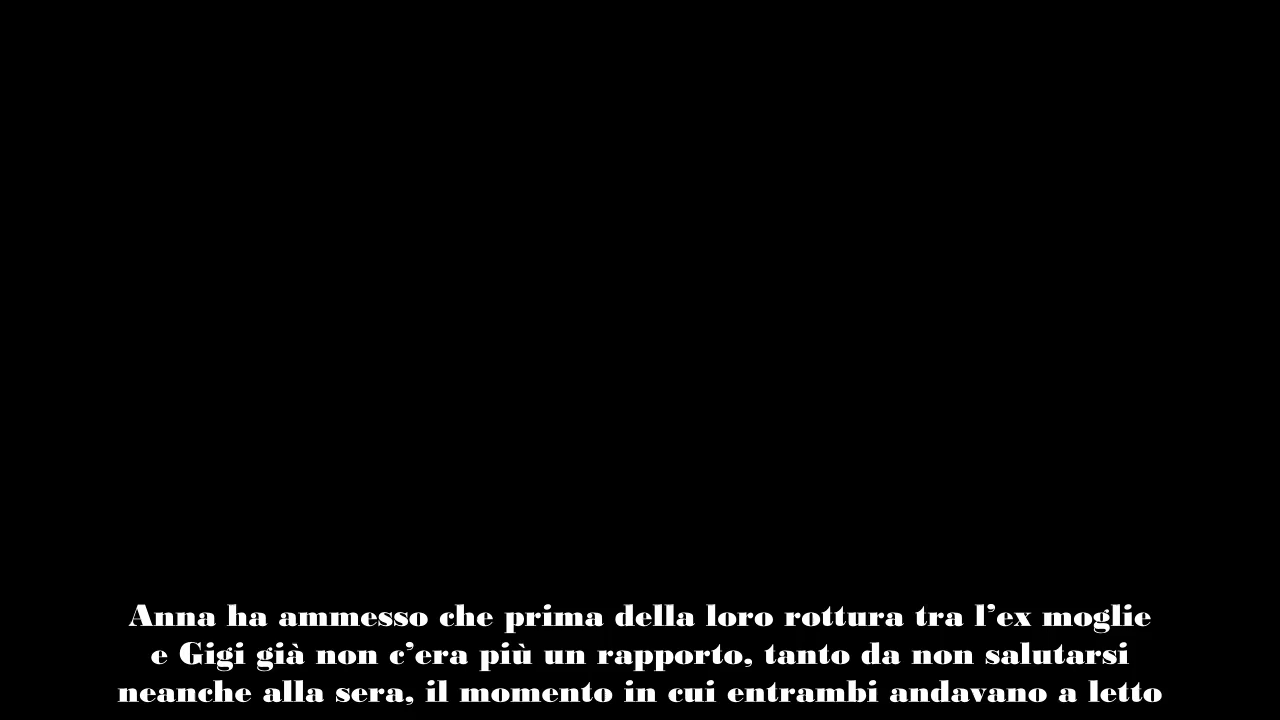 Anna ha ammesso che prima della loro rottura tra l’ex moglie
e Gigi già non c’era più un rapporto, tanto da non salutarsi
neanche alla sera, il momento in cui entrambi andavano a letto